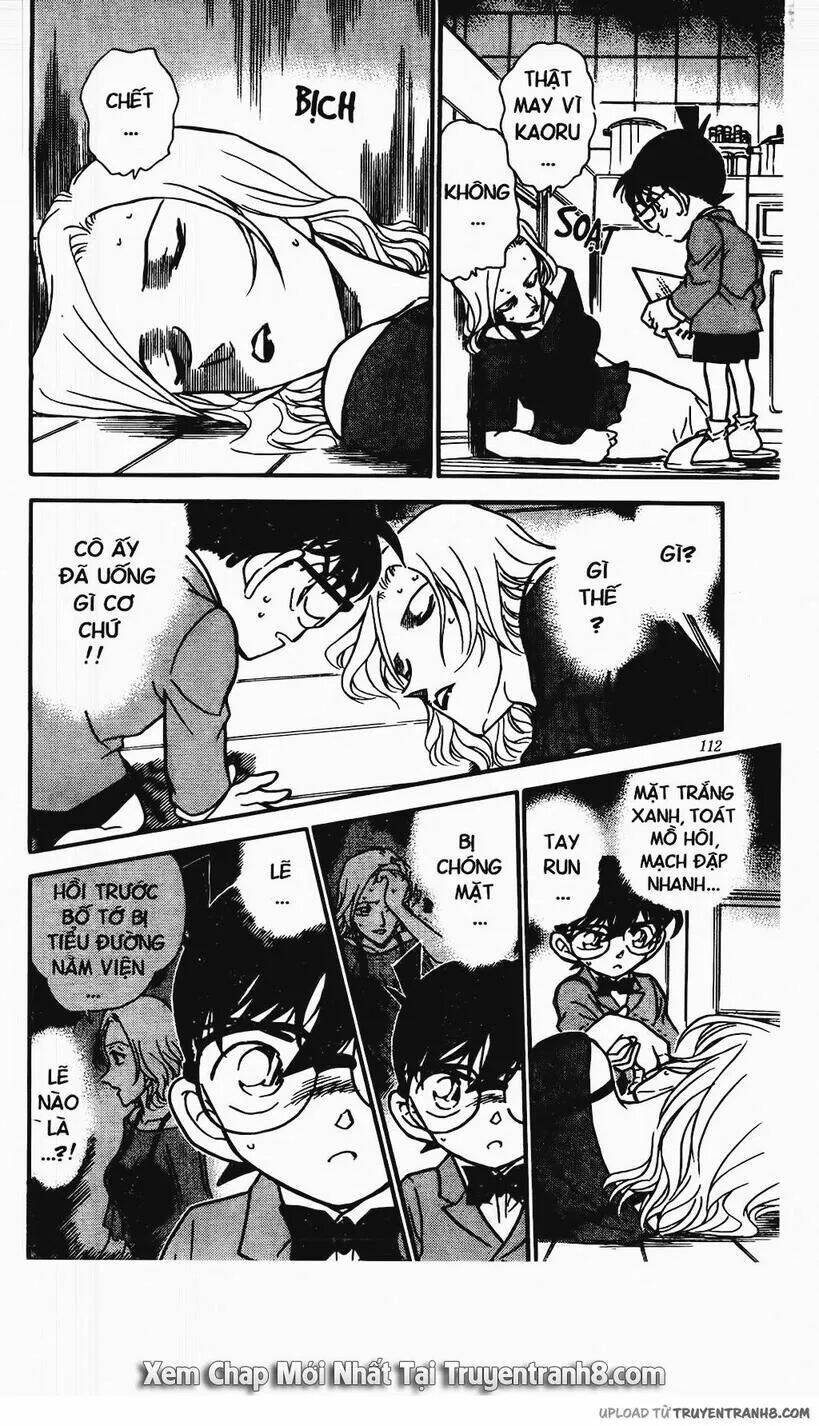 THẬT
MAY VÌ
KAORU
...
KHÔNG
...
SOẠT
BỊCH
CHẾT
...
GÌ?
GÌ
THẾ
?
CÔ ẤY
ĐÃ UỐNG
GÌ CƠ
CHỨ
!!
112
MẶT TRẮNG
XANH, TOÁT
MỒ HÔI,
MẠCH ĐẬP
NHANH...
TAY
RUN
...
BỊ
CHÓNG
MẶT
...
LẼ
...
HỒI TRƯỚC
BỐ TỚ BỊ
TIỂU ĐƯỜNG
NẰM VIỆN
...
LẼ
NÀO
LÀ
...?!
Xem Chap Mới Nhất Tại Truyentranh8.com
UPLOAD TỪ TRUYENTRANH8.COM